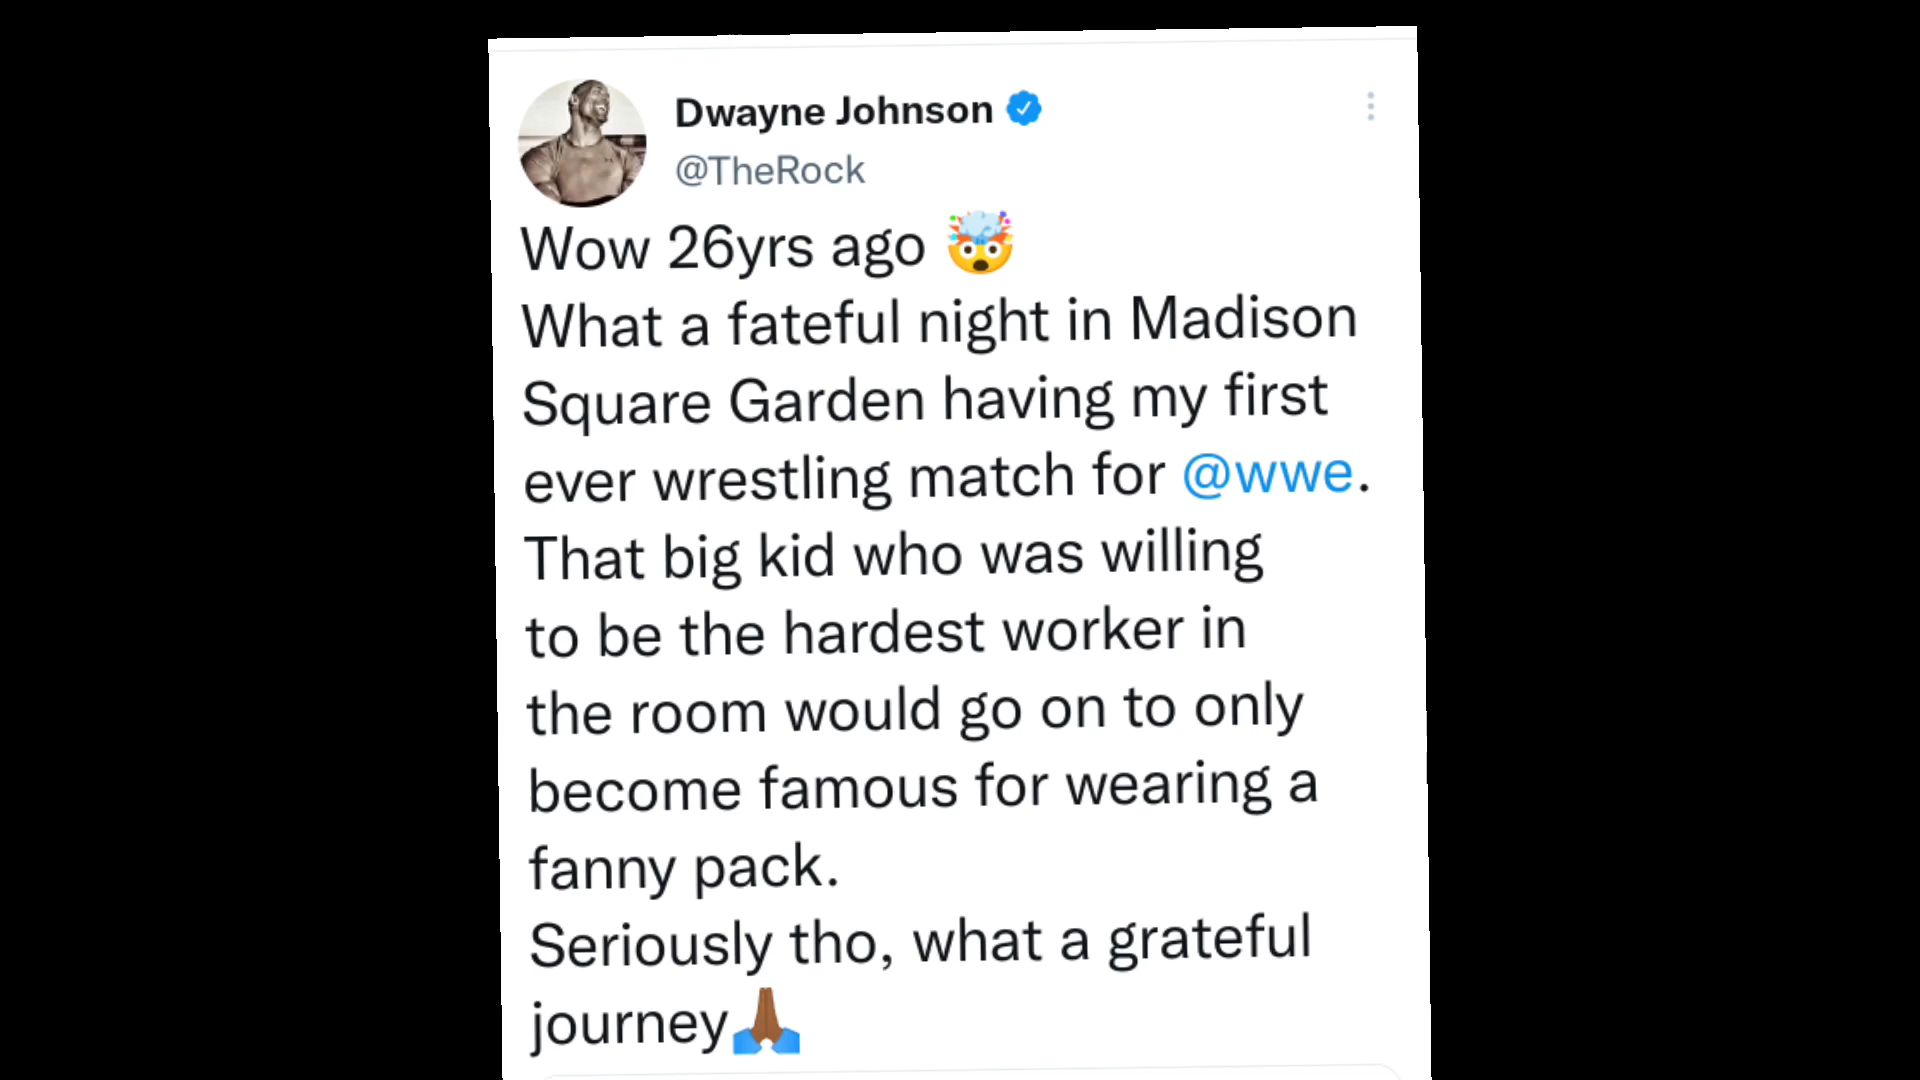 Dwayne Johnson
@TheRock
Wow 26yrs ago 🤯
What a fateful night in Madison
Square Garden having my first
ever wrestling match for @wwe.
That big kid who was willing
to be the hardest worker in
the room would go on to only
become famous for wearing a
fanny pack.
Seriously tho, what a grateful
journey🙏🏾